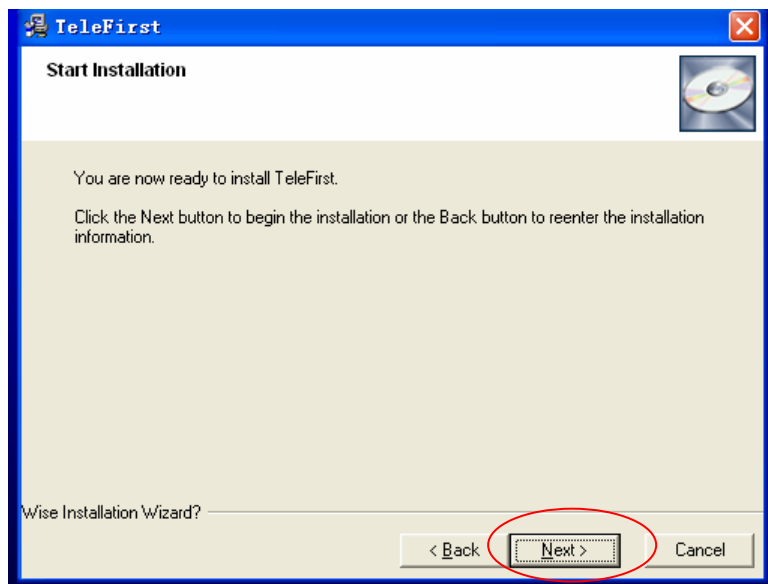 TeleFirst
Start Installation
You are now ready to install TeleFirst.
Click the Next button to begin the installation or the Back button to reenter the installation
information.
Wise Installation Wizard?
< Back
Next >
Cancel